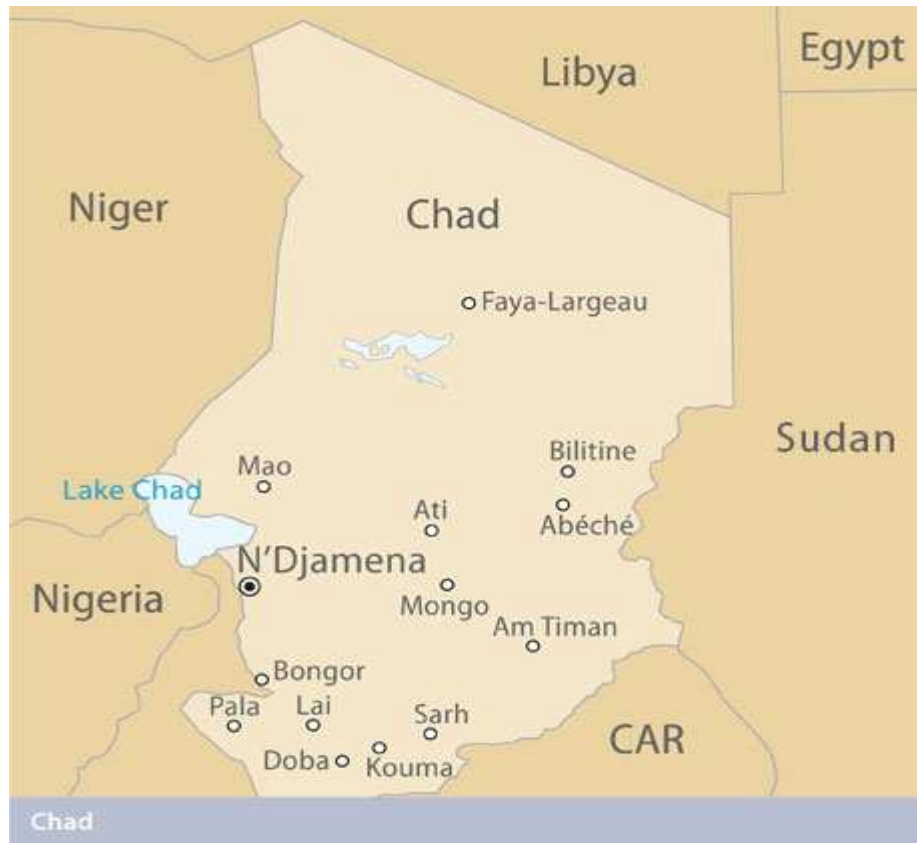 Egypt
Libya
Niger
Chad
Faya-Largeau
Sudan
Bilitine
Mao
Lake Chad
Ati
Abéché
N'Djamena
Nigeria
Mongo
Am Timan
Bongor
Pala
Lai
Sarh
CAR
Doba
Kouma
Chad